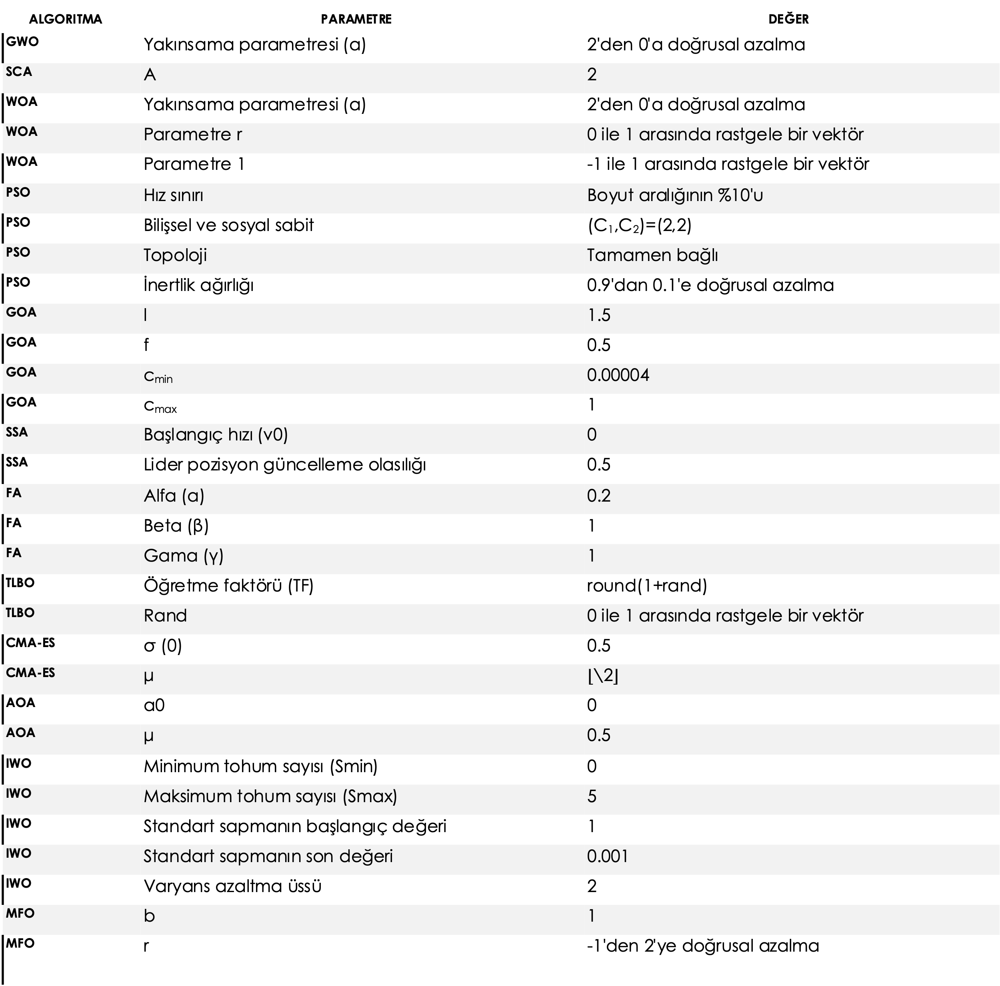 ALGORITMA PARAMETRE DEĞER
GWO Yakınsama parametresi (a) 2'den 0'a doğrusal azalma
SCA A 2
WOA Yakınsama parametresi (a) 2'den 0'a doğrusal azalma
WOA Parametre r 0 ile 1 arasında rastgele bir vektör
WOA Parametre 1 -1 ile 1 arasında rastgele bir vektör
PSO Hız sınırı Boyut aralığının %10'u
PSO Bilişsel ve sosyal sabit (C₁,C₂)=(2,2)
PSO Topoloji Tamamen bağlı
PSO İnertlik ağırlığı 0.9'dan 0.1'e doğrusal azalma
GOA l 1.5
GOA f 0.5
GOA cmin 0.00004
GOA cmax 1
SSA Başlangıç hızı (v0) 0
SSA Lider pozisyon güncelleme olasılığı 0.5
FA Alfa (α) 0.2
FA Beta (β) 1
FA Gama (γ) 1
TLBO Öğretme faktörü (TF) round(1+rand)
TLBO Rand 0 ile 1 arasında rastgele bir vektör
CMA-ES σ (0) 0.5
CMA-ES μ ⌊\2⌋
AOA a0 0
AOA μ 0.5
IWO Minimum tohum sayısı (Smin) 0
IWO Maksimum tohum sayısı (Smax) 5
IWO Standart sapmanın başlangıç değeri 1
IWO Standart sapmanın son değeri 0.001
IWO Varyans azaltma üssü 2
MFO b 1
MFO r -1'den 2'ye doğrusal azalma